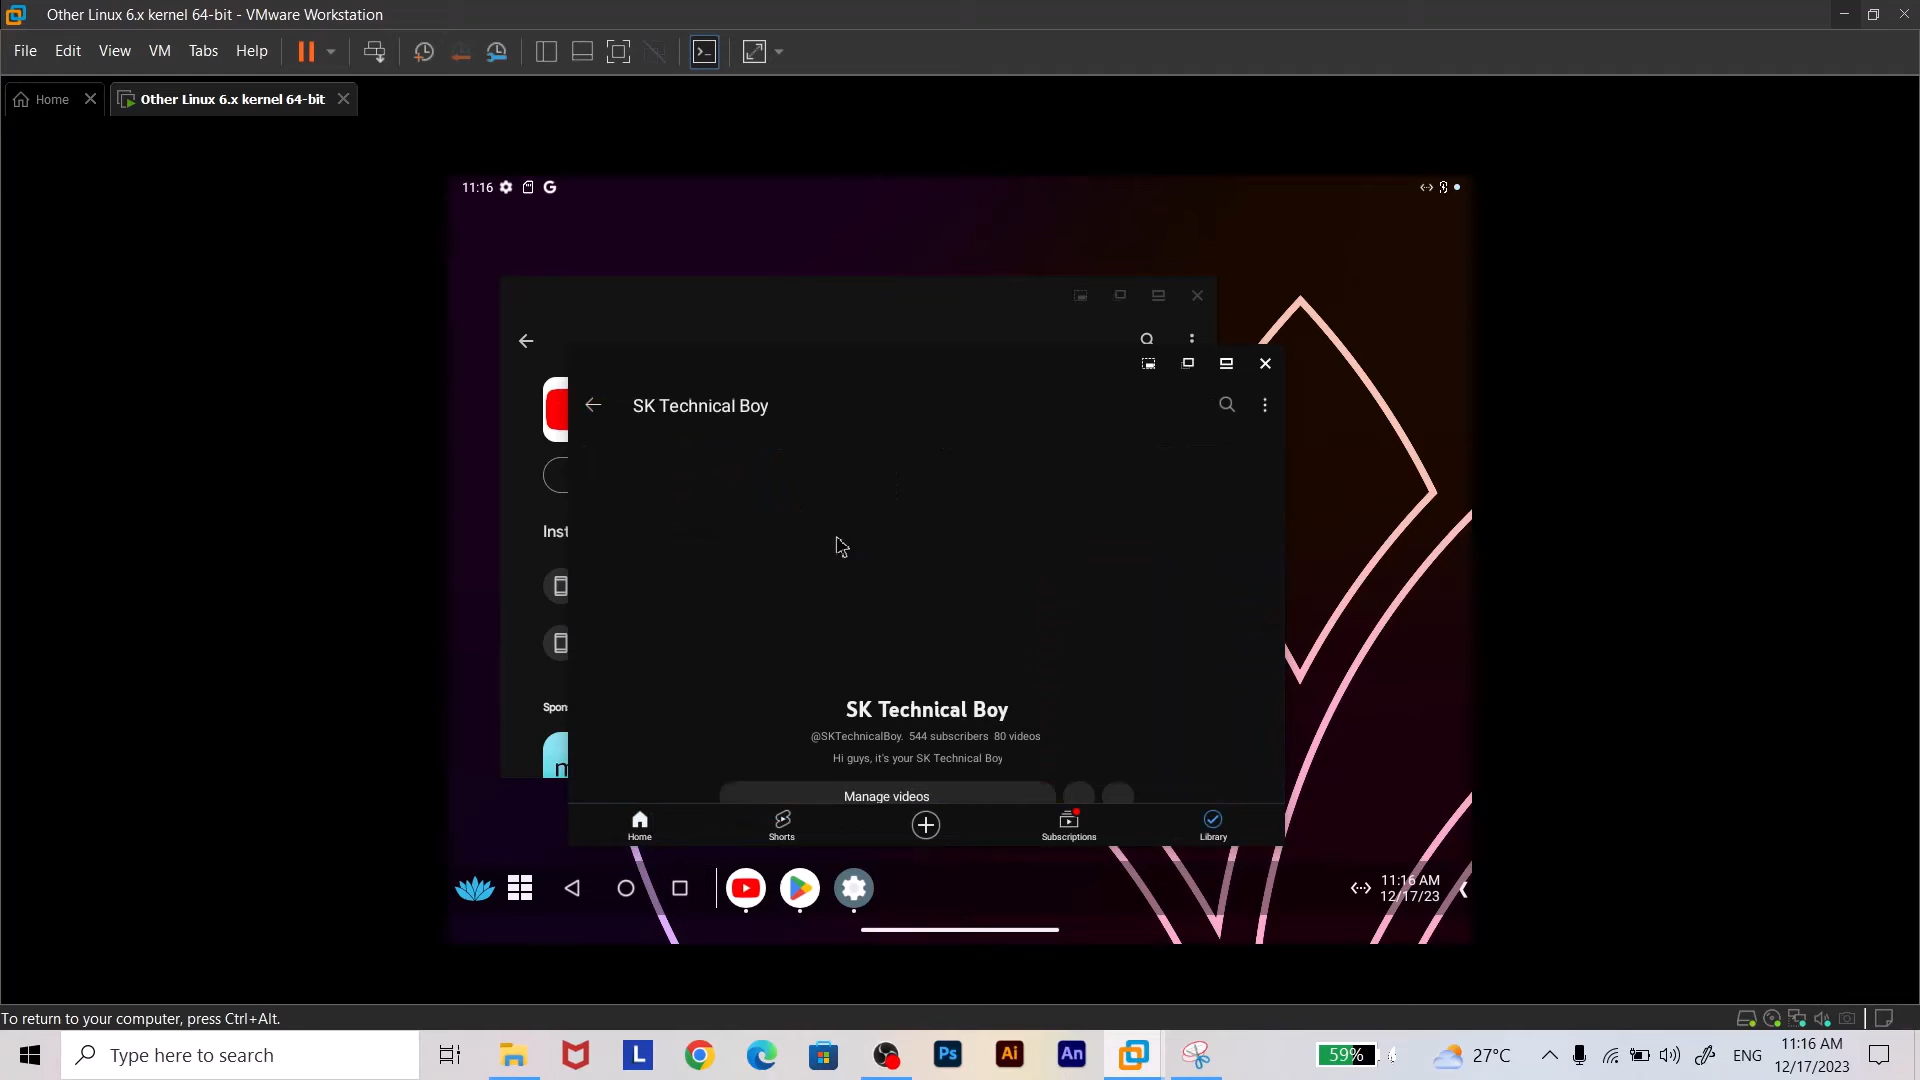 Other Linux 6.x kernel 64-bit - VMware Workstation
File Edit View VM Tabs Help
Home
Other Linux 6.x kernel 64-bit
11:16
SK Technical Boy
Inst
Spon
m
SK Technical Boy
@SKTechnicalBoy. 544 subscribers 80 videos
Hi guys, it's your SK Technical Boy
Manage videos
Home Shorts Subscriptions Library
11:16 AM
12/17/23
To return to your computer, press Ctrl+Alt.
Type here to search
L
Ps
Ai
An
59%
27°C
ENG
11:16 AM
12/17/2023